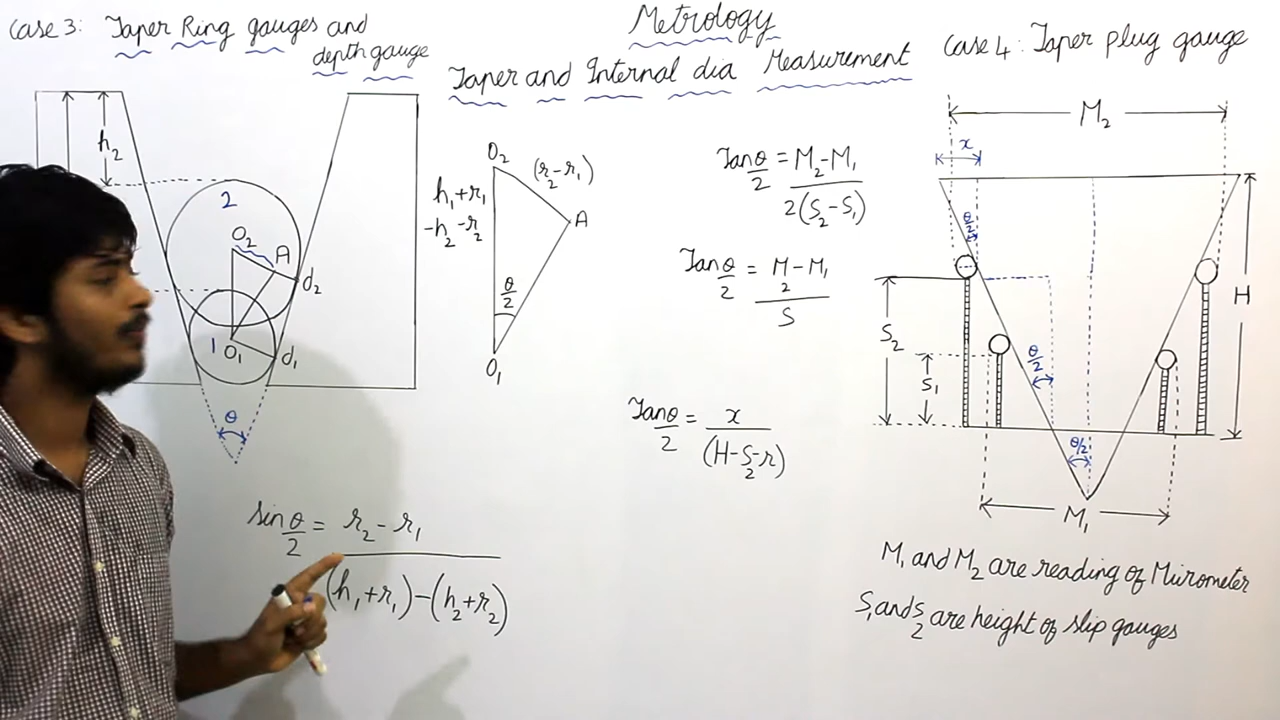 Metrology
Taper and Internal dia Measurement
Case 3: Taper Ring gauges and
depth gauge
h2
2
O2
A
d2
1 O1
d1
θ
O2
(r2-r1)
h1+r1
-h2-r2
A
θ/2
O1
sin θ/2 = r2 - r1
(h1+r1)-(h2+r2)
Tan θ/2 = M2-M1
2(S2-S1)
Tan θ/2 = M2-M1
S
Tan θ/2 = x
(H-S2-r)
Case 4: Taper plug gauge
M2
x
θ/2
S2
S1
θ/2
H
θ/2
M1
M1 and M2 are reading of Micrometer
S1 and S2 are height of slip gauges